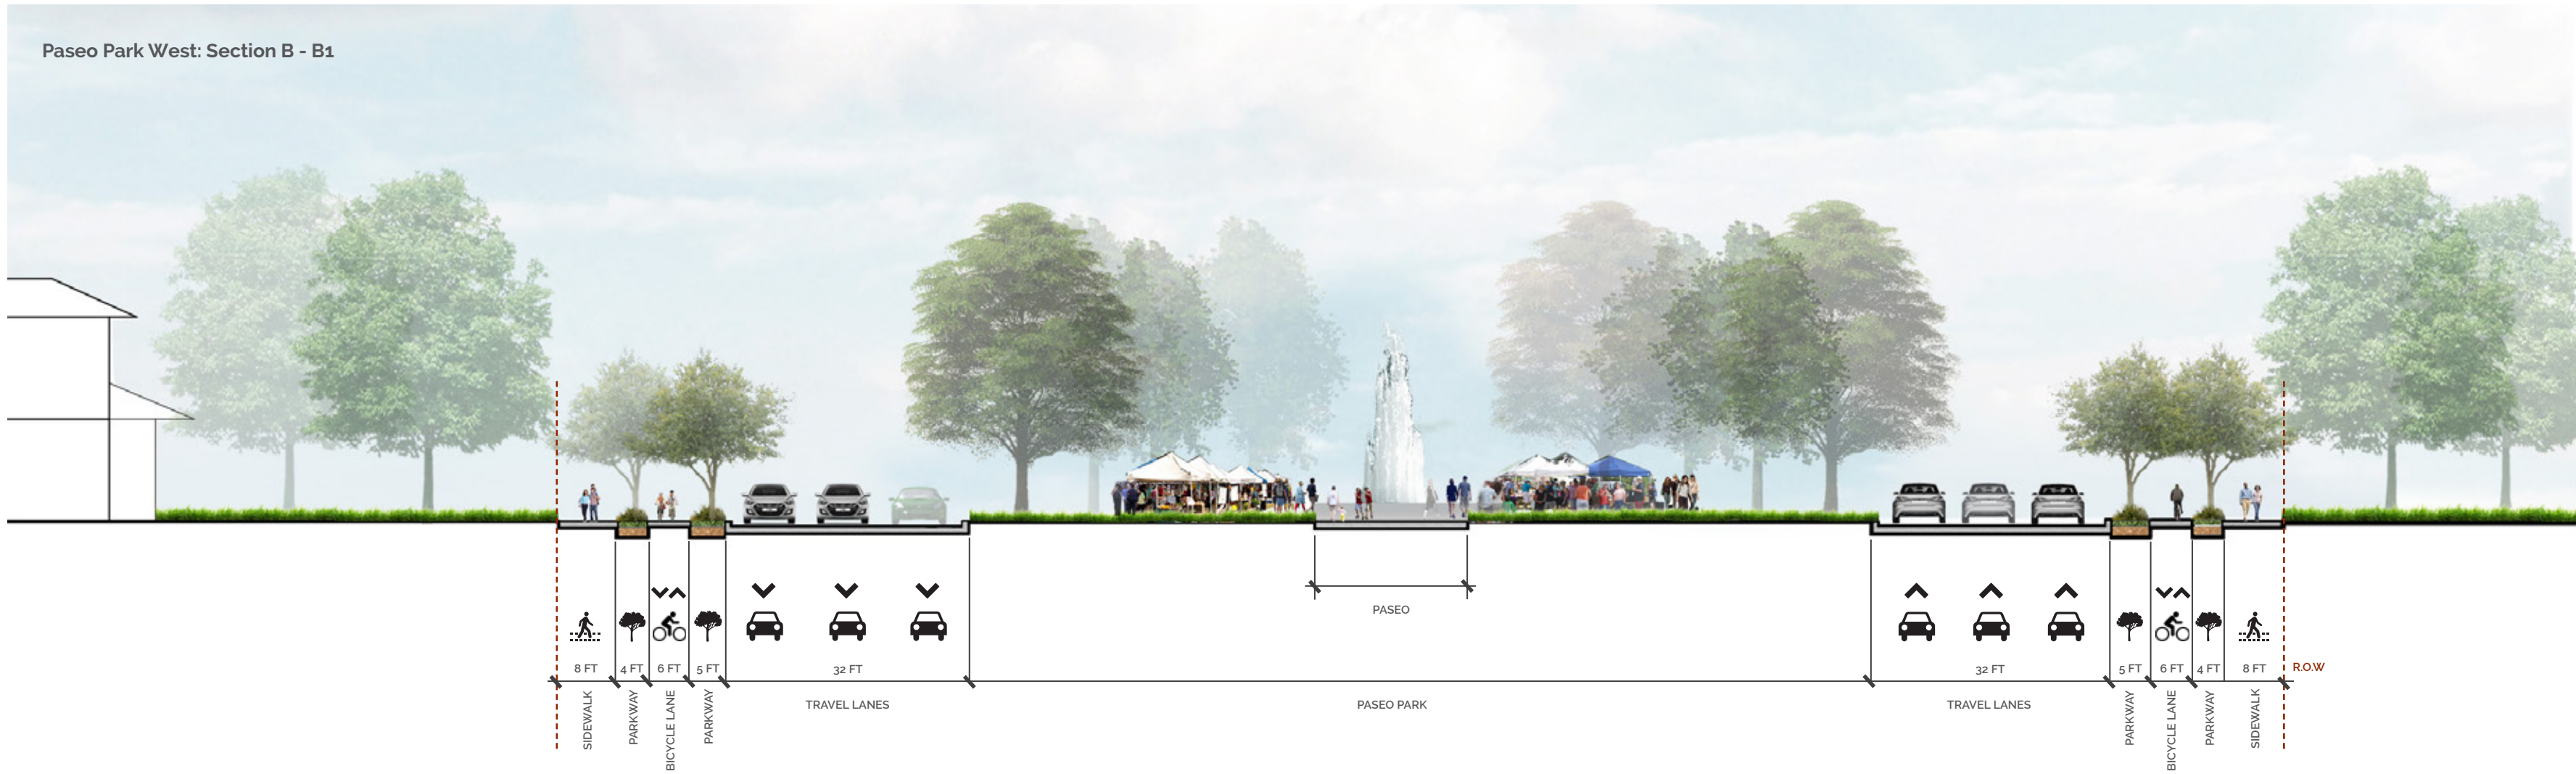 Paseo Park West: Section B - B1
PASEO
8 FT
4 FT
6 FT
5 FT
32 FT
32 FT
5 FT
6 FT
4 FT
8 FT
R.O.W
SIDEWALK
PARKWAY
BICYCLE LANE
PARKWAY
TRAVEL LANES
PASEO PARK
TRAVEL LANES
PARKWAY
BICYCLE LANE
PARKWAY
SIDEWALK